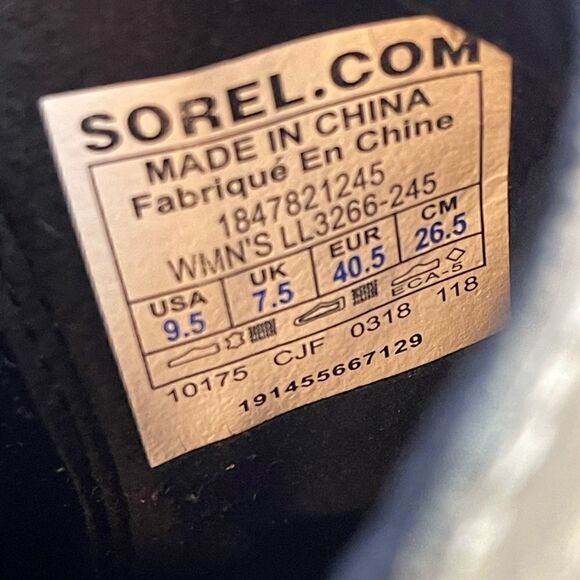 SOREL.COM
MADE IN CHINA
Fabriqué En Chine
1847821245
WMN'S LL3266-245
USA UK EUR CM
9.5 7.5 40.5 26.5
ECA-5
10175 CJF 0318 118
191455667129